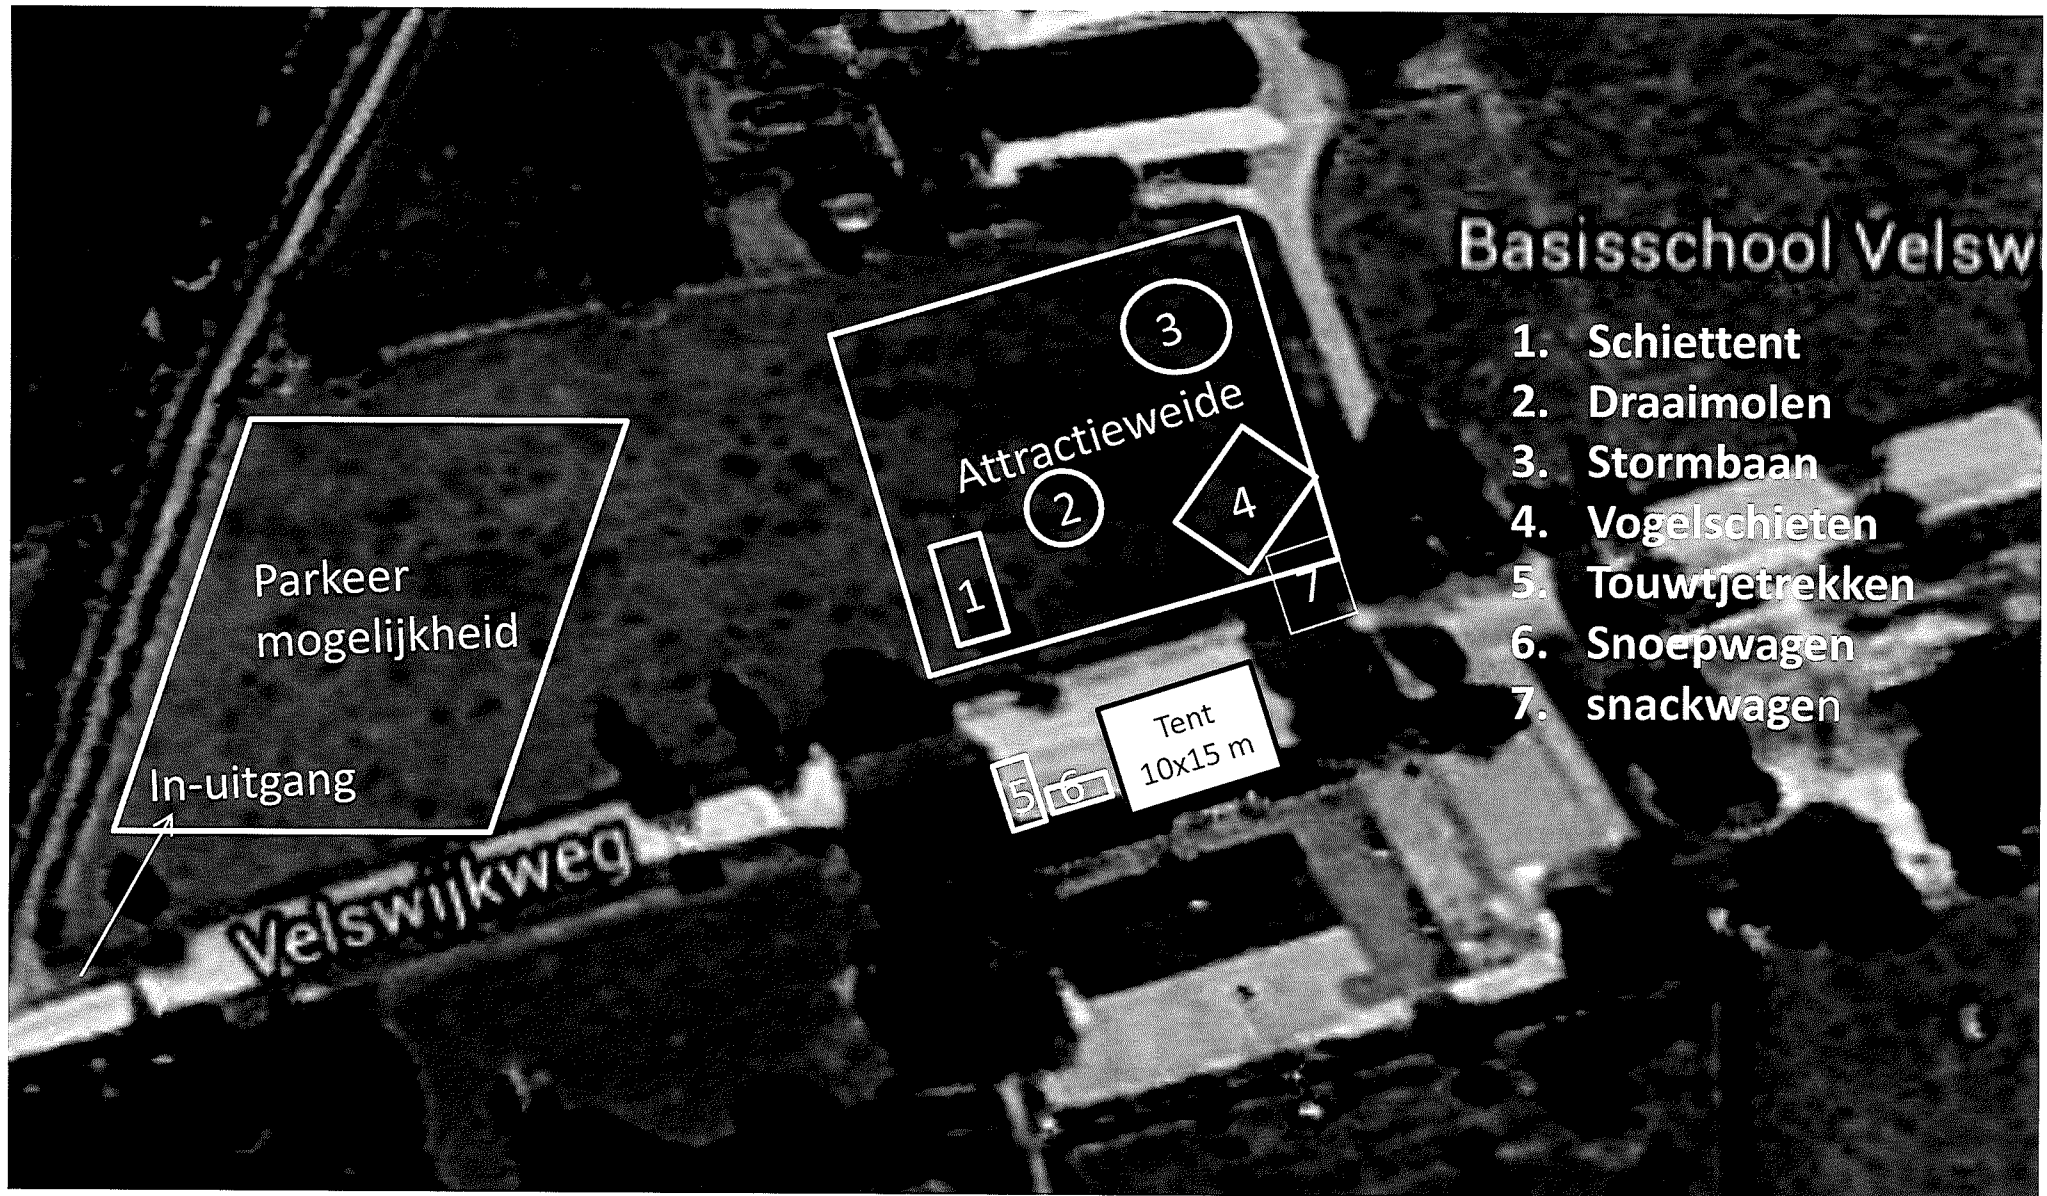 Basisschool Velsw
1. Schiettent
2. Draaimolen
3. Stormbaan
4. Vogelschieten
5. Touwtjetrekken
6. Snoepwagen
7. snackwagen
3
Attractieweide
2
4
1
7
Parkeer
mogelijkheid
In-uitgang
Tent
10x15 m
5
6
Velswijkweg